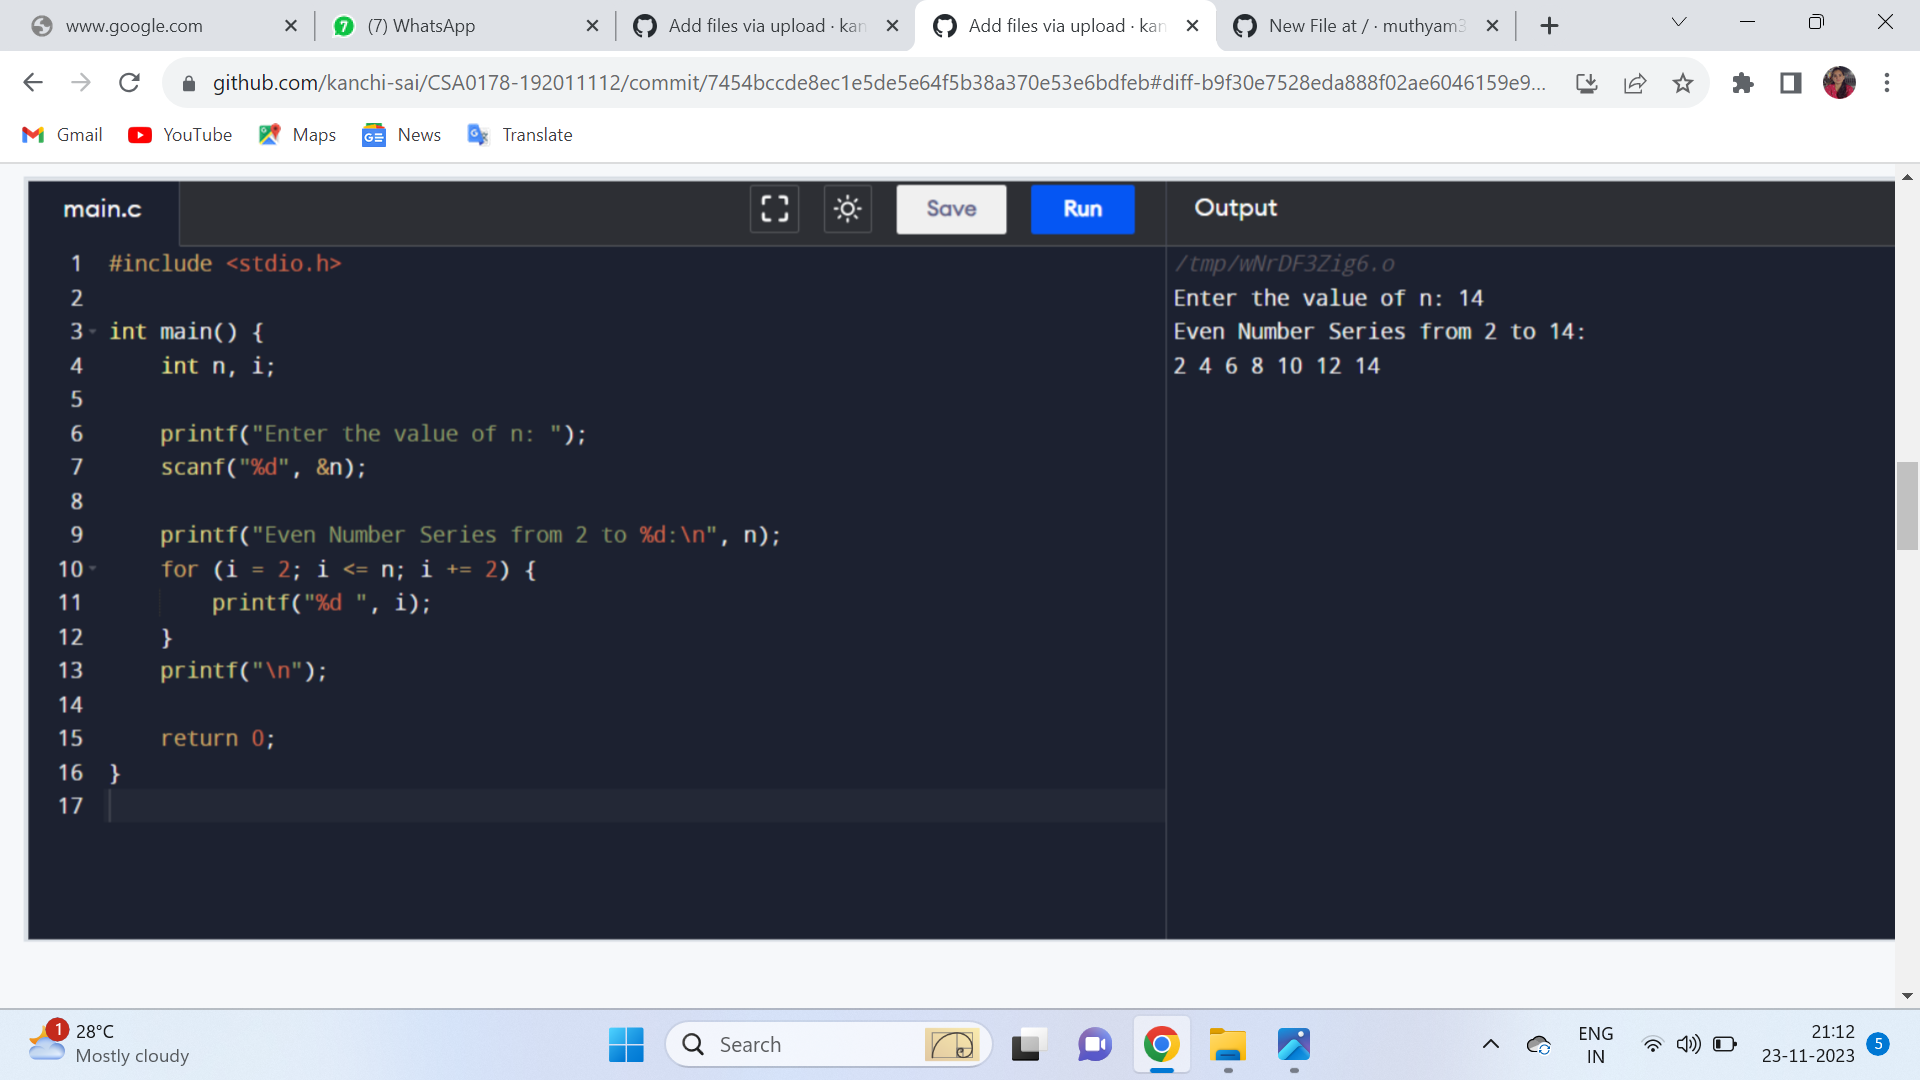 www.google.com
7 (7) WhatsApp
Add files via upload · kan
Add files via upload · kan
New File at / · muthyam3
github.com/kanchi-sai/CSA0178-192011112/commit/7454bccde8ec1e5de5e64f5b38a370e53e6bdfeb#diff-b9f30e7528eda888f02ae6046159e9...
Gmail
YouTube
Maps
GE News
Translate
main.c
Save
Run
Output
1 #include <stdio.h>
2
3 int main() {
4     int n, i;
5
6     printf("Enter the value of n: ");
7     scanf("%d", &n);
8
9     printf("Even Number Series from 2 to %d:\n", n);
10     for (i = 2; i <= n; i += 2) {
11         printf("%d ", i);
12     }
13     printf("\n");
14
15     return 0;
16 }
17
/tmp/wNrDF3Zig6.o
Enter the value of n: 14
Even Number Series from 2 to 14:
2 4 6 8 10 12 14
1 28°C
Mostly cloudy
Search
ENG
IN
21:12
23-11-2023
5